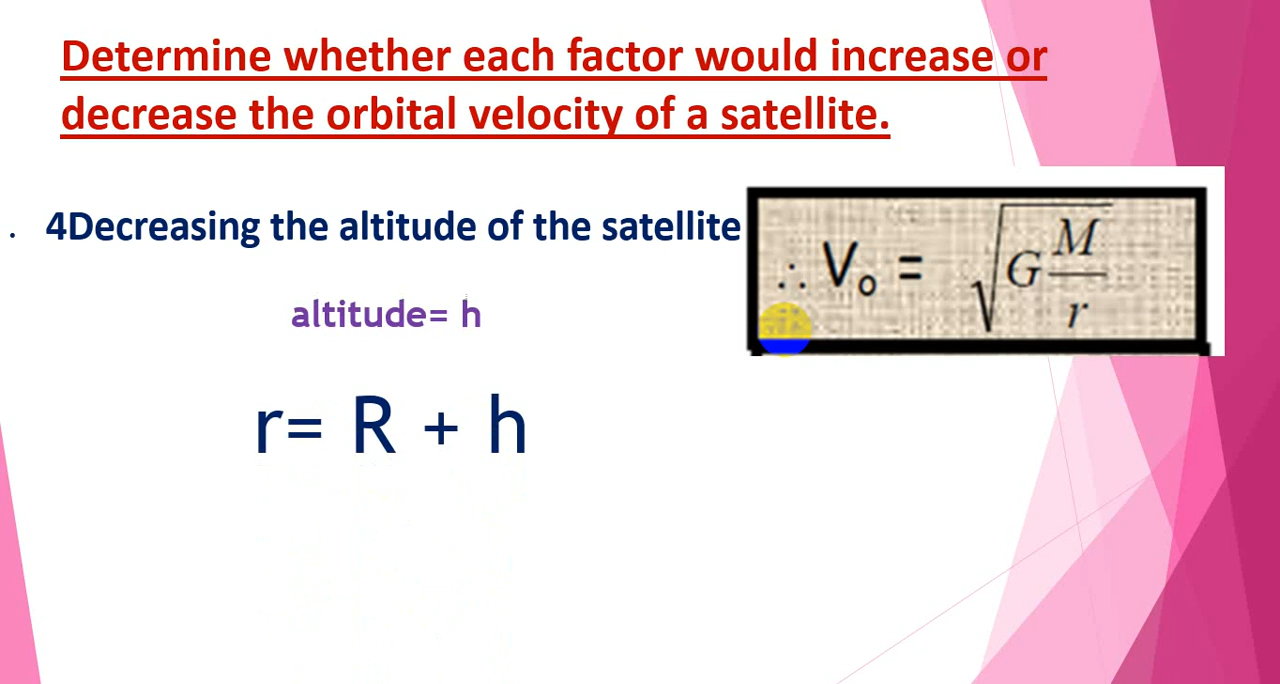 Determine whether each factor would increase or
decrease the orbital velocity of a satellite.
. 4Decreasing the altitude of the satellite
∴ Vₒ = √(G M/r)
altitude= h
r= R + h